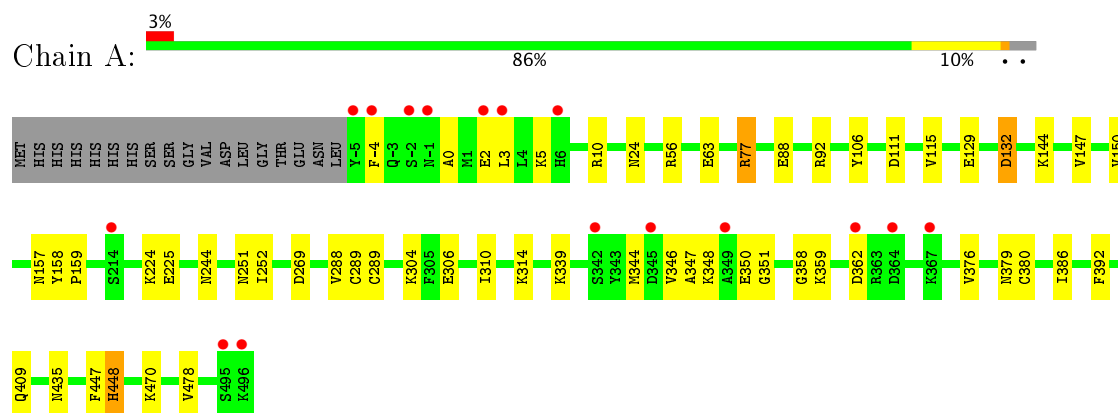 3%
Chain A:
86%
10%
MET HIS HIS HIS HIS HIS HIS SER SER GLY VAL ASP LEU GLY THR GLU ASN LEU Y-5 F-4 Q-3 S-2 N-1 A0 M1 E2 L3 L4 K5 H6 R10 N24 R56 E63 R77 E88 R92 Y106 D111 V115 E129 D132 K144 V147
N157 Y158 P159 S214 K224 E225 N244 N251 I252 D269 V288 C289 C289 K304 F305 E306 I310 K314 K339 S342 Y343 M344 D345 V346 A347 K348 A349 E350 G351 G358 K359 D362 R363 D364 K367 V376 N379 C380 I386 F392
Q409 N435 F447 H448 K470 V478 S495 K496